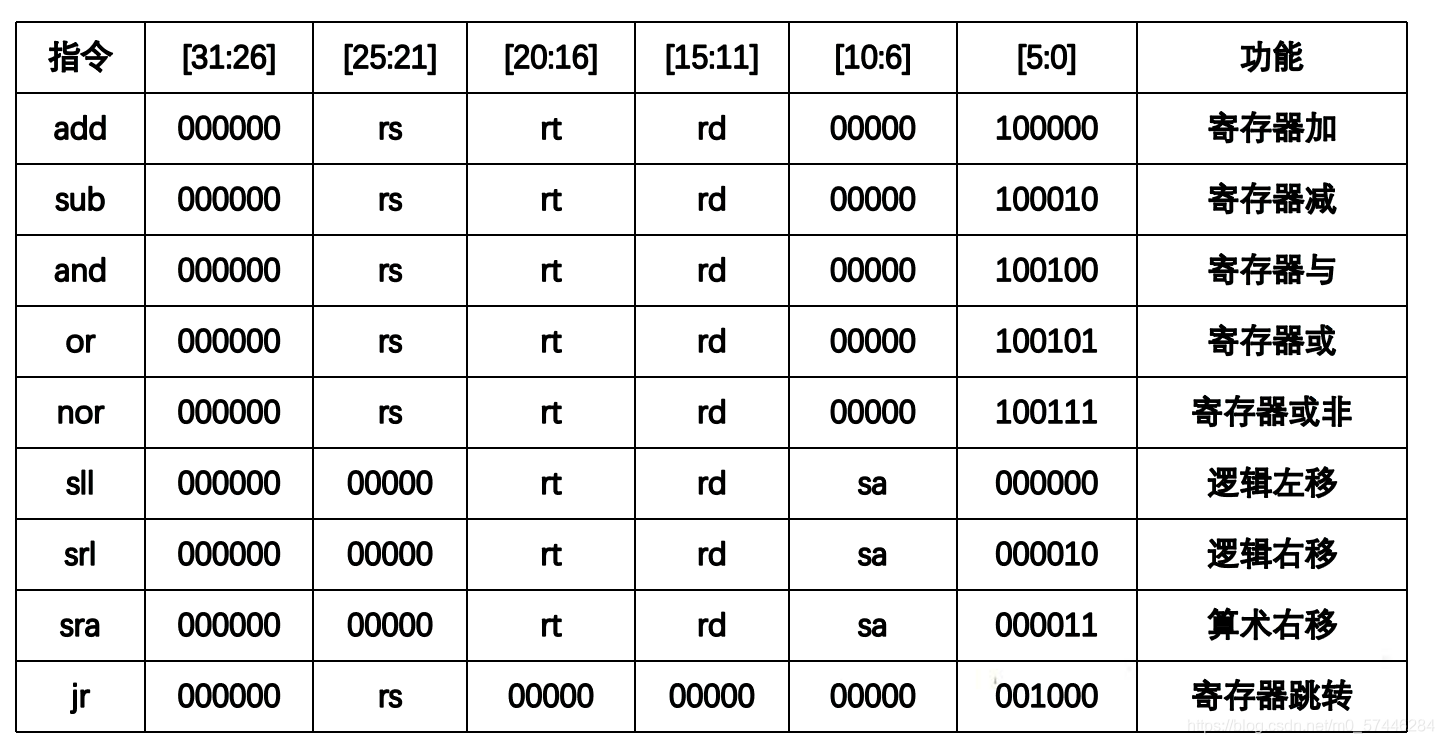 指令 [31:26] [25:21] [20:16] [15:11] [10:6] [5:0] 功能
add 000000 rs rt rd 00000 100000 寄存器加
sub 000000 rs rt rd 00000 100010 寄存器减
and 000000 rs rt rd 00000 100100 寄存器与
or 000000 rs rt rd 00000 100101 寄存器或
nor 000000 rs rt rd 00000 100111 寄存器或非
sll 000000 00000 rt rd sa 000000 逻辑左移
srl 000000 00000 rt rd sa 000010 逻辑右移
sra 000000 00000 rt rd sa 000011 算术右移
jr 000000 rs 00000 00000 00000 001000 寄存器跳转
https://blog.csdn.net/m0_57446284